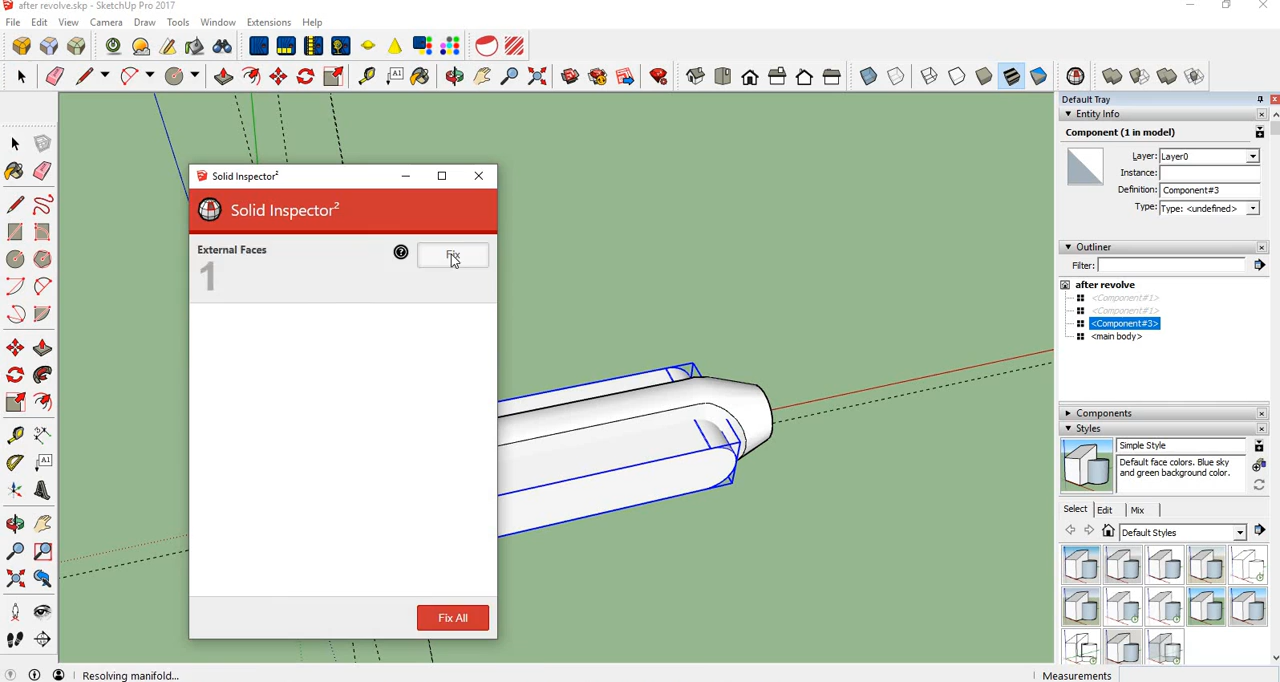 after revolve.skp - SketchUp Pro 2017
File Edit View Camera Draw Tools Window Extensions Help
Default Tray
Entity Info
Component (1 in model)
Layer: Layer0
Instance:
Definition: Component#3
Type: Type: <undefined>
Outliner
Filter:
after revolve
<Component#1>
<Component#1>
<Component#3>
<main body>
Components
Styles
Simple Style
Default face colors. Blue sky
and green background color.
Select Edit Mix
Default Styles
Solid Inspector²
Solid Inspector²
External Faces
Fix
1
Fix All
Resolving manifold...
Measurements